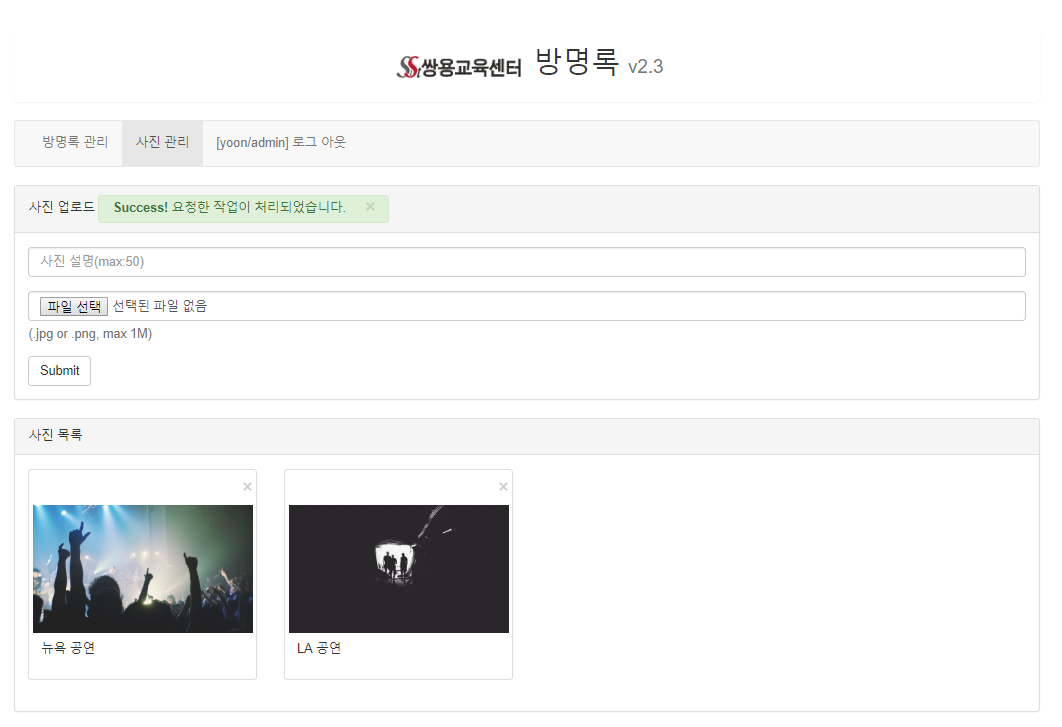 SSt쌍용교육센터 방명록 v2.3
방명록 관리 사진 관리 [yoon/admin] 로그 아웃
사진 업로드 Success! 요청한 작업이 처리되었습니다. ×
사진 설명(max:50)
파일 선택 선택된 파일 없음
(.jpg or .png, max 1M)
Submit
사진 목록
× ×
뉴욕 공연 LA 공연